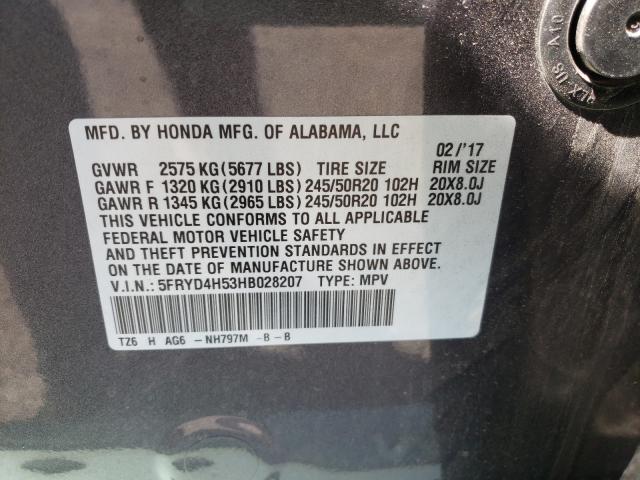 MFD. BY HONDA MFG. OF ALABAMA, LLC
02/'17
GVWR 2575 KG(5677 LBS) TIRE SIZE RIM SIZE
GAWR F 1320 KG(2910 LBS) 245/50R20 102H 20X8.0J
GAWR R 1345 KG(2965 LBS) 245/50R20 102H 20X8.0J
THIS VEHICLE CONFORMS TO ALL APPLICABLE
FEDERAL MOTOR VEHICLE SAFETY
AND THEFT PREVENTION STANDARDS IN EFFECT
ON THE DATE OF MANUFACTURE SHOWN ABOVE.
V.I.N.: 5FRYD4H53HB028207 TYPE: MPV
TZ6 H AG6 -NH797M -B-B
A10